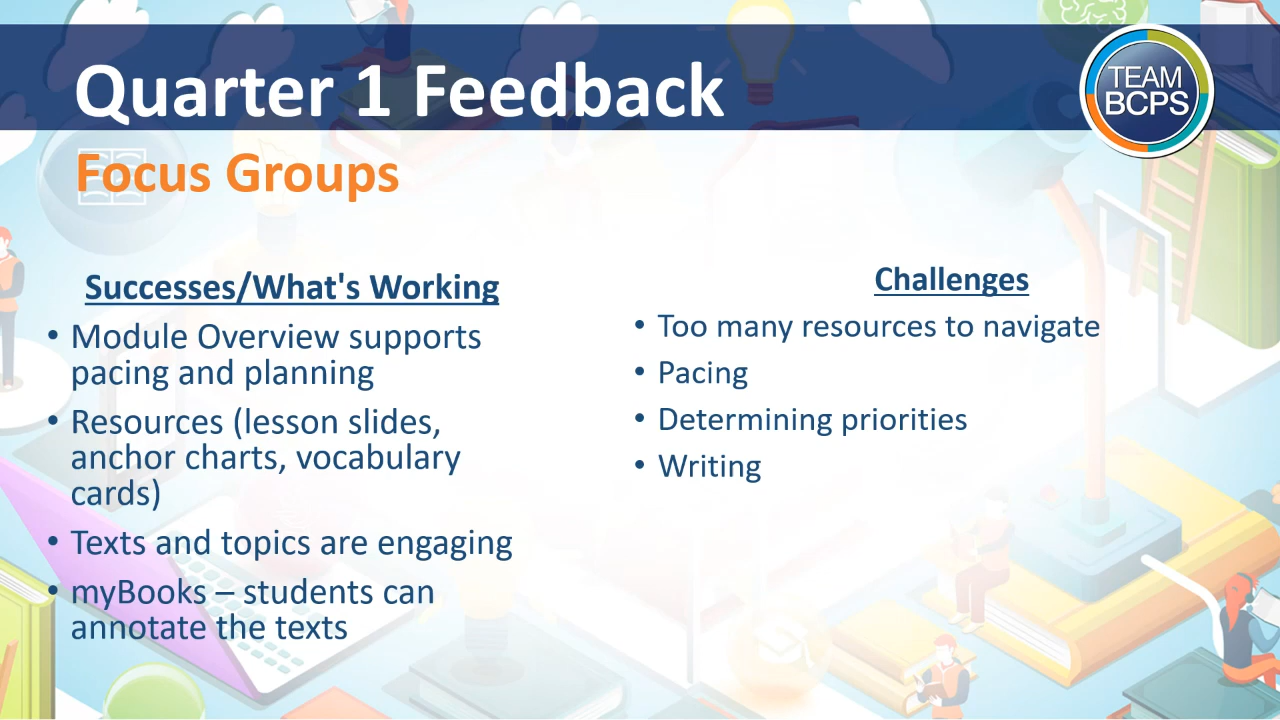 Quarter 1 Feedback
TEAM
BCPS
Focus Groups
Successes/What's Working
• Module Overview supports
pacing and planning
• Resources (lesson slides,
anchor charts, vocabulary
cards)
• Texts and topics are engaging
• myBooks – students can
annotate the texts
Challenges
• Too many resources to navigate
• Pacing
• Determining priorities
• Writing